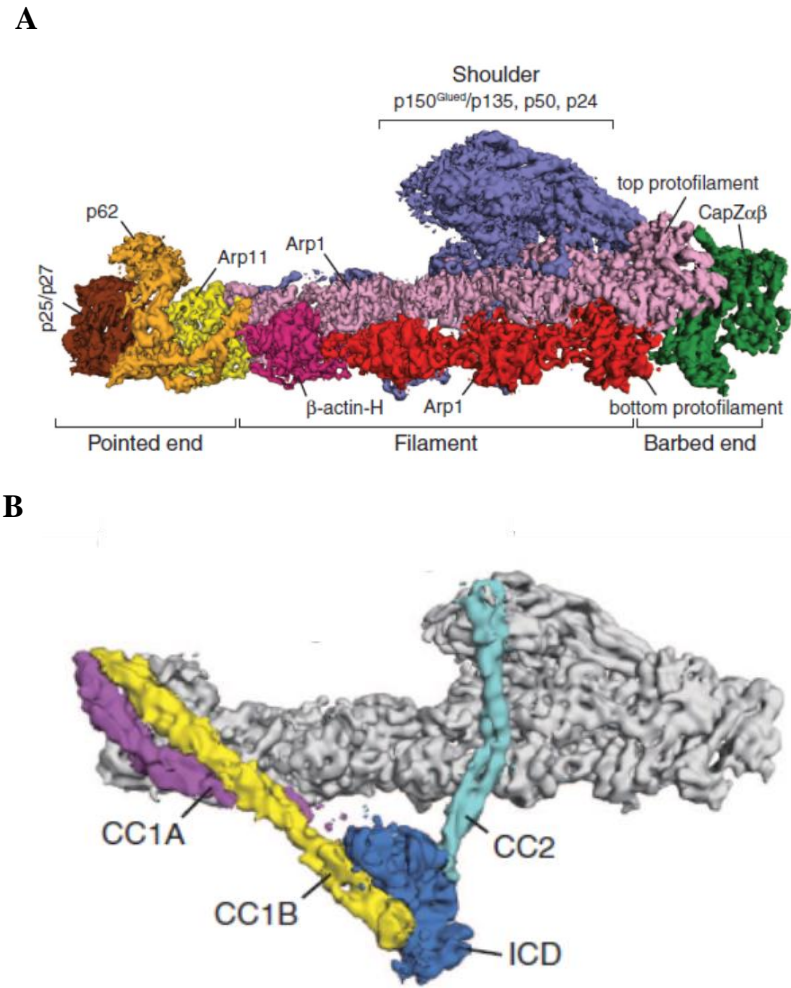 A
Shoulder
p150Glued/p135, p50, p24
top protofilament
CapZαβ
p62
Arp11
Arp1
p25/p27
β-actin-H
Arp1
bottom protofilament
Pointed end
Filament
Barbed end
B
CC1A
CC2
CC1B
ICD